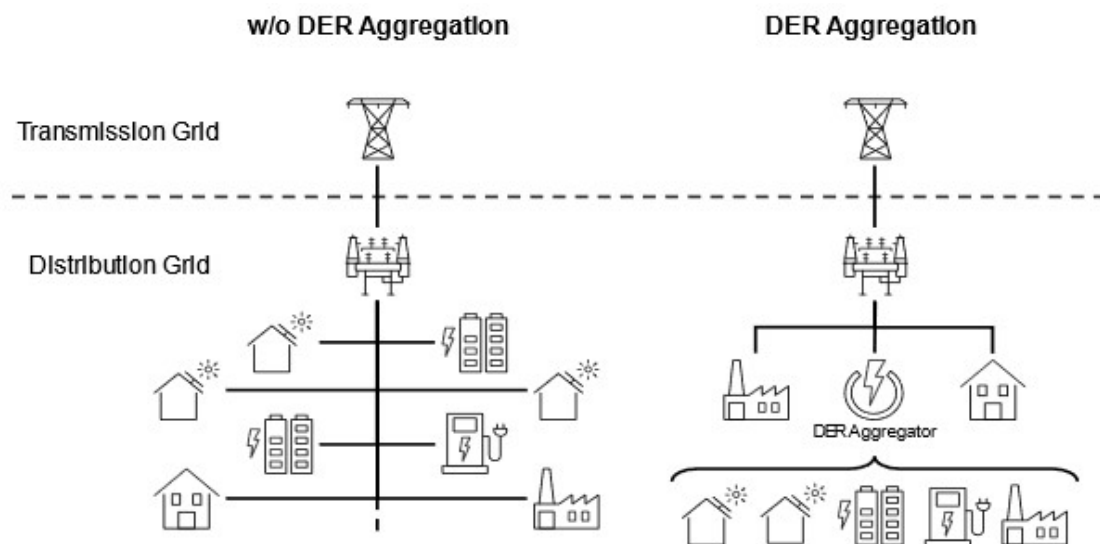 w/o DER Aggregation
DER Aggregation
Transmission Grid
Distribution Grid
DER Aggregator